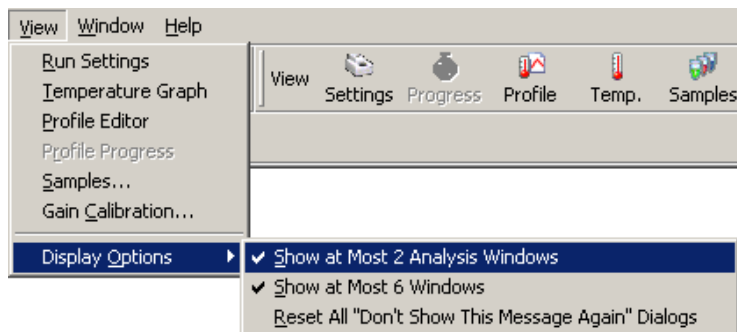 View Window Help
Run Settings
Temperature Graph
Profile Editor
Profile Progress
Samples...
Gain Calibration...
Display Options
View Settings Progress Profile Temp. Samples
Show at Most 2 Analysis Windows
Show at Most 6 Windows
Reset All "Don't Show This Message Again" Dialogs